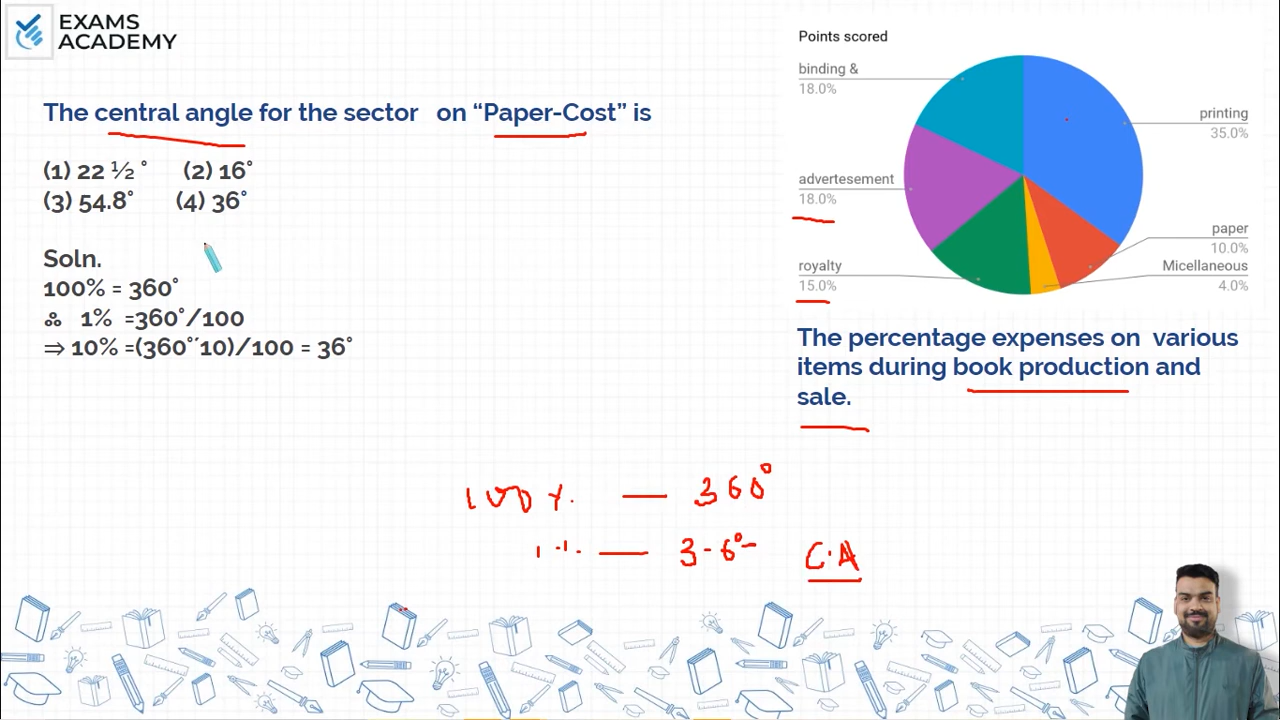 EXAMS
ACADEMY
The central angle for the sector on “Paper-Cost” is
(1) 22 ½ ° (2) 16°
(3) 54.8° (4) 36°
Soln.
100% = 360°
1% =360°/100
⇒ 10% =(360°´10)/100 = 36°
Points scored
binding &
18.0%
printing
35.0%
advertesement
18.0%
paper
10.0%
royalty
15.0%
Micellaneous
4.0%
The percentage expenses on various
items during book production and
sale.
100% — 360°
1% — 3.6° C.A